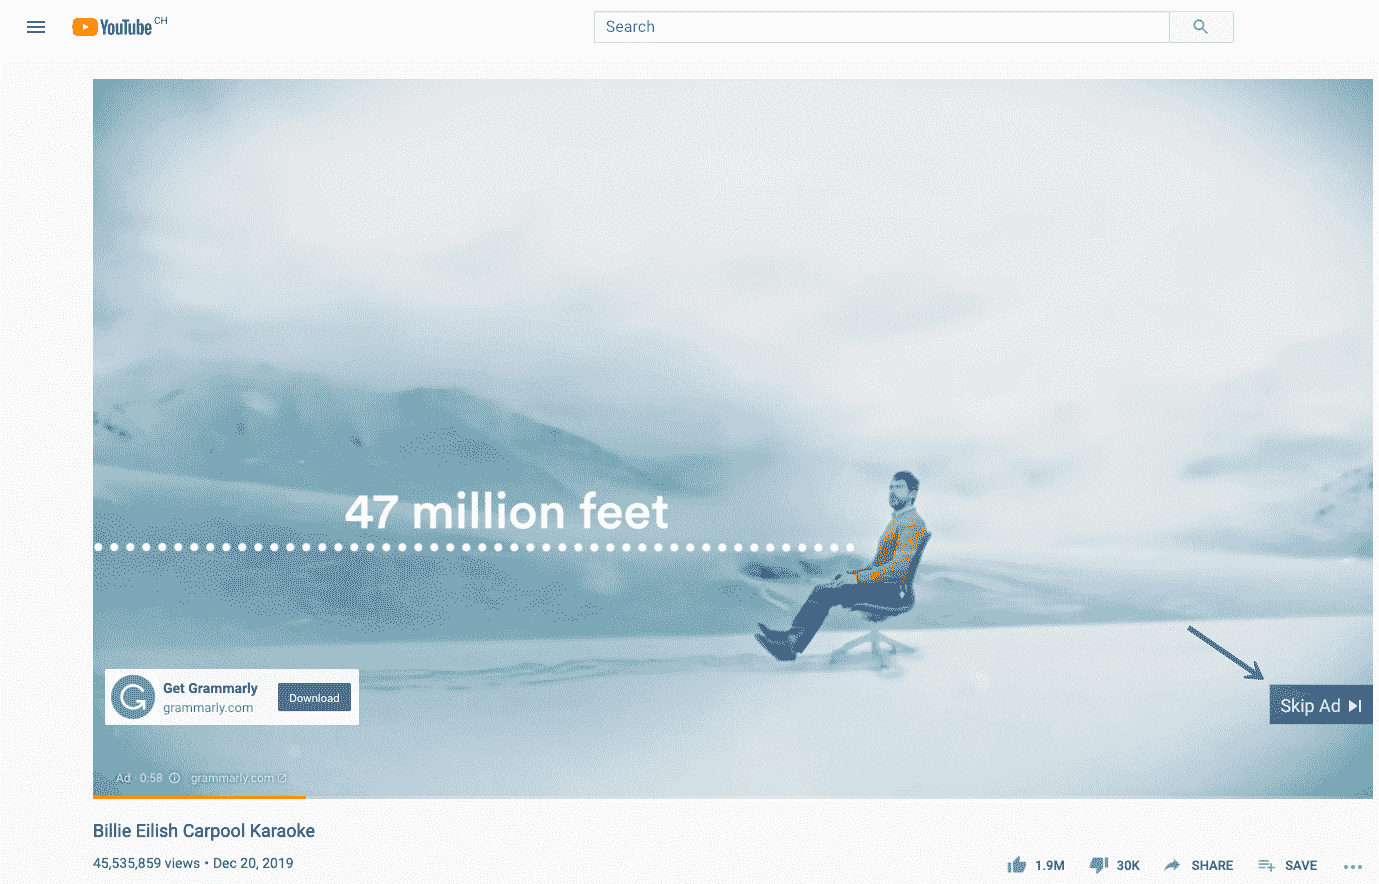 YouTube CH
Search
47 million feet
Get Grammarly
grammarly.com
Download
Skip Ad
Ad · 0:58 grammarly.com
Billie Eilish Carpool Karaoke
45,535,859 views • Dec 20, 2019
1.9M 30K SHARE SAVE